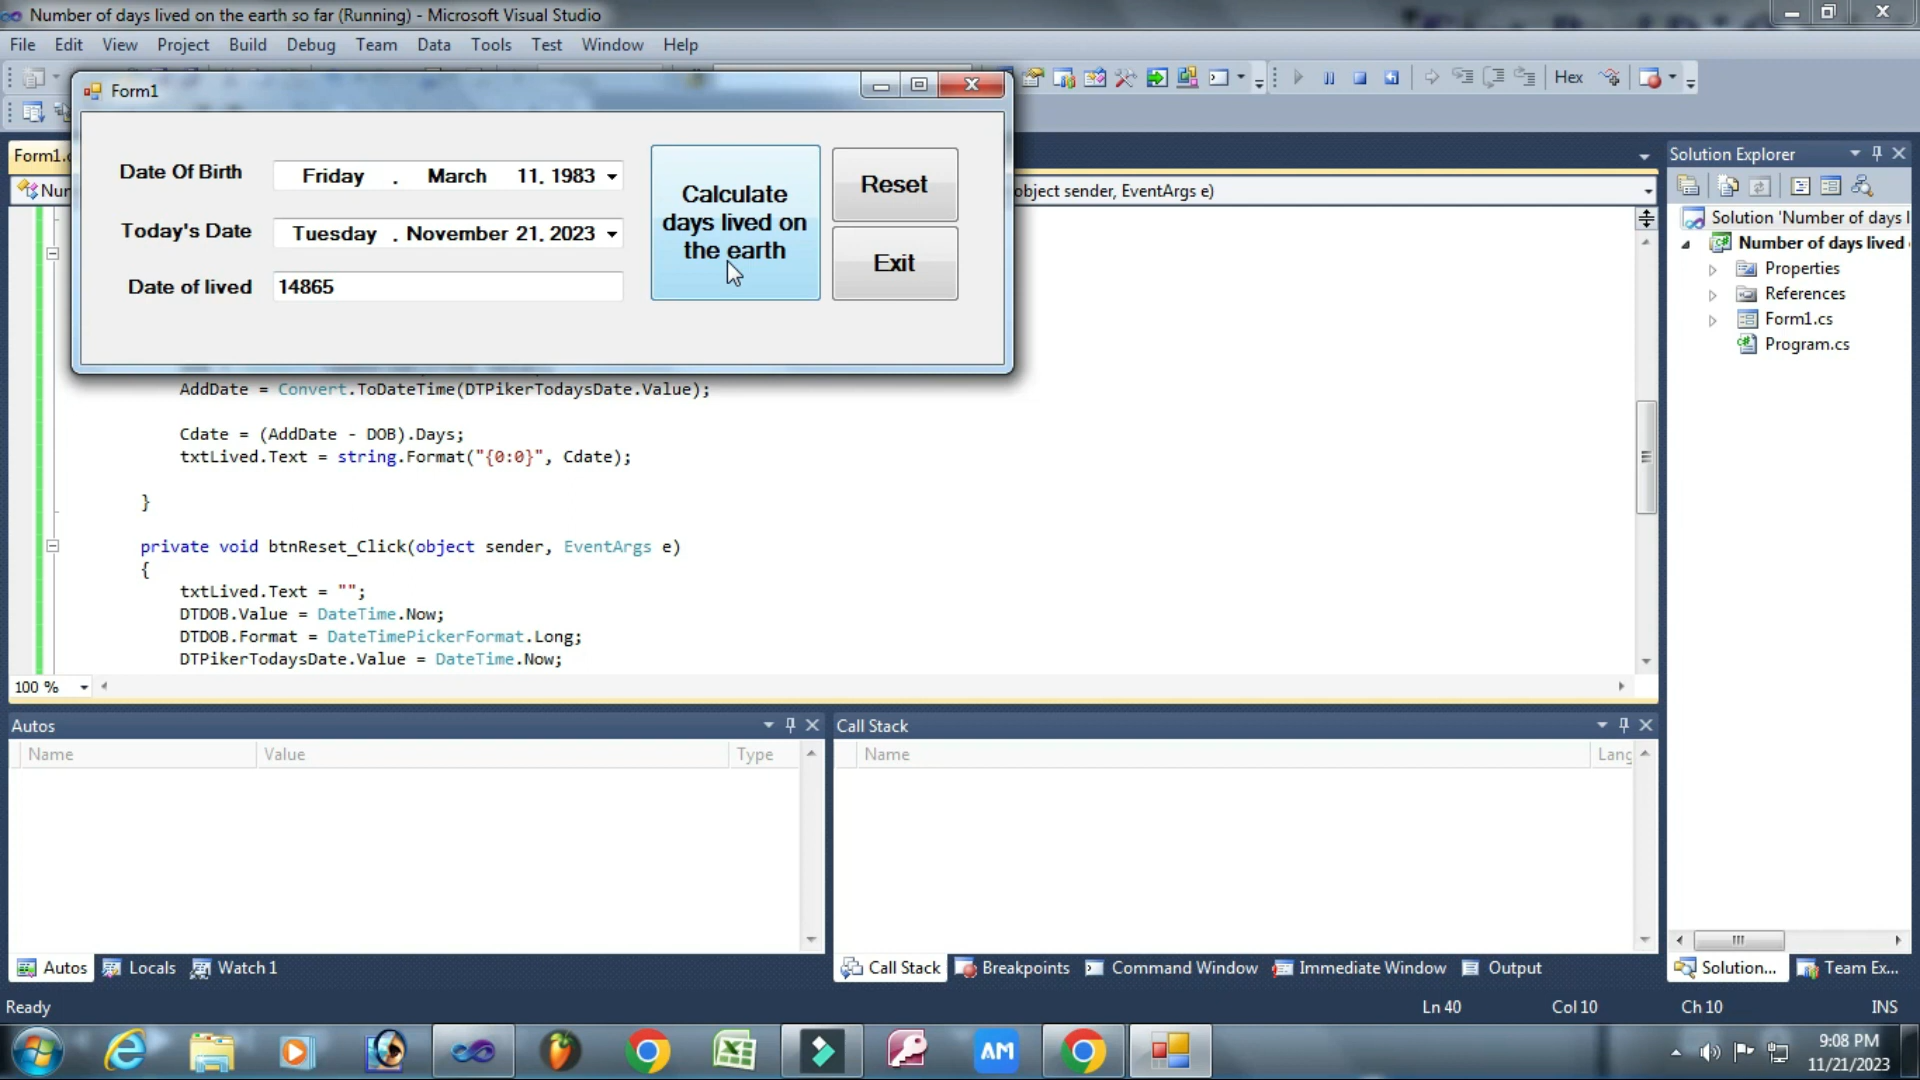 Number of days lived on the earth so far (Running) - Microsoft Visual Studio
File Edit View Project Build Debug Team Data Tools Test Window Help
Hex
Form1
Date Of Birth
Friday , March 11, 1983
Today's Date
Tuesday , November 21, 2023
Date of lived
14865
Calculate
days lived on
the earth
Reset
Exit
object sender, EventArgs e)
AddDate = Convert.ToDateTime(DTPikerTodaysDate.Value);
Cdate = (AddDate - DOB).Days;
txtLived.Text = string.Format("{0:0}", Cdate);
}
private void btnReset_Click(object sender, EventArgs e)
{
txtLived.Text = "";
DTDOB.Value = DateTime.Now;
DTDOB.Format = DateTimePickerFormat.Long;
DTPikerTodaysDate.Value = DateTime.Now;
100 %
Solution Explorer
Solution 'Number of days l
Number of days lived
Properties
References
Form1.cs
Program.cs
Autos
Name Value Type
Call Stack
Name Lang
Autos Locals Watch 1
Call Stack Breakpoints Command Window Immediate Window Output
Solution... Team Ex...
Ready Ln 40 Col 10 Ch 10 INS
AM
9:08 PM
11/21/2023